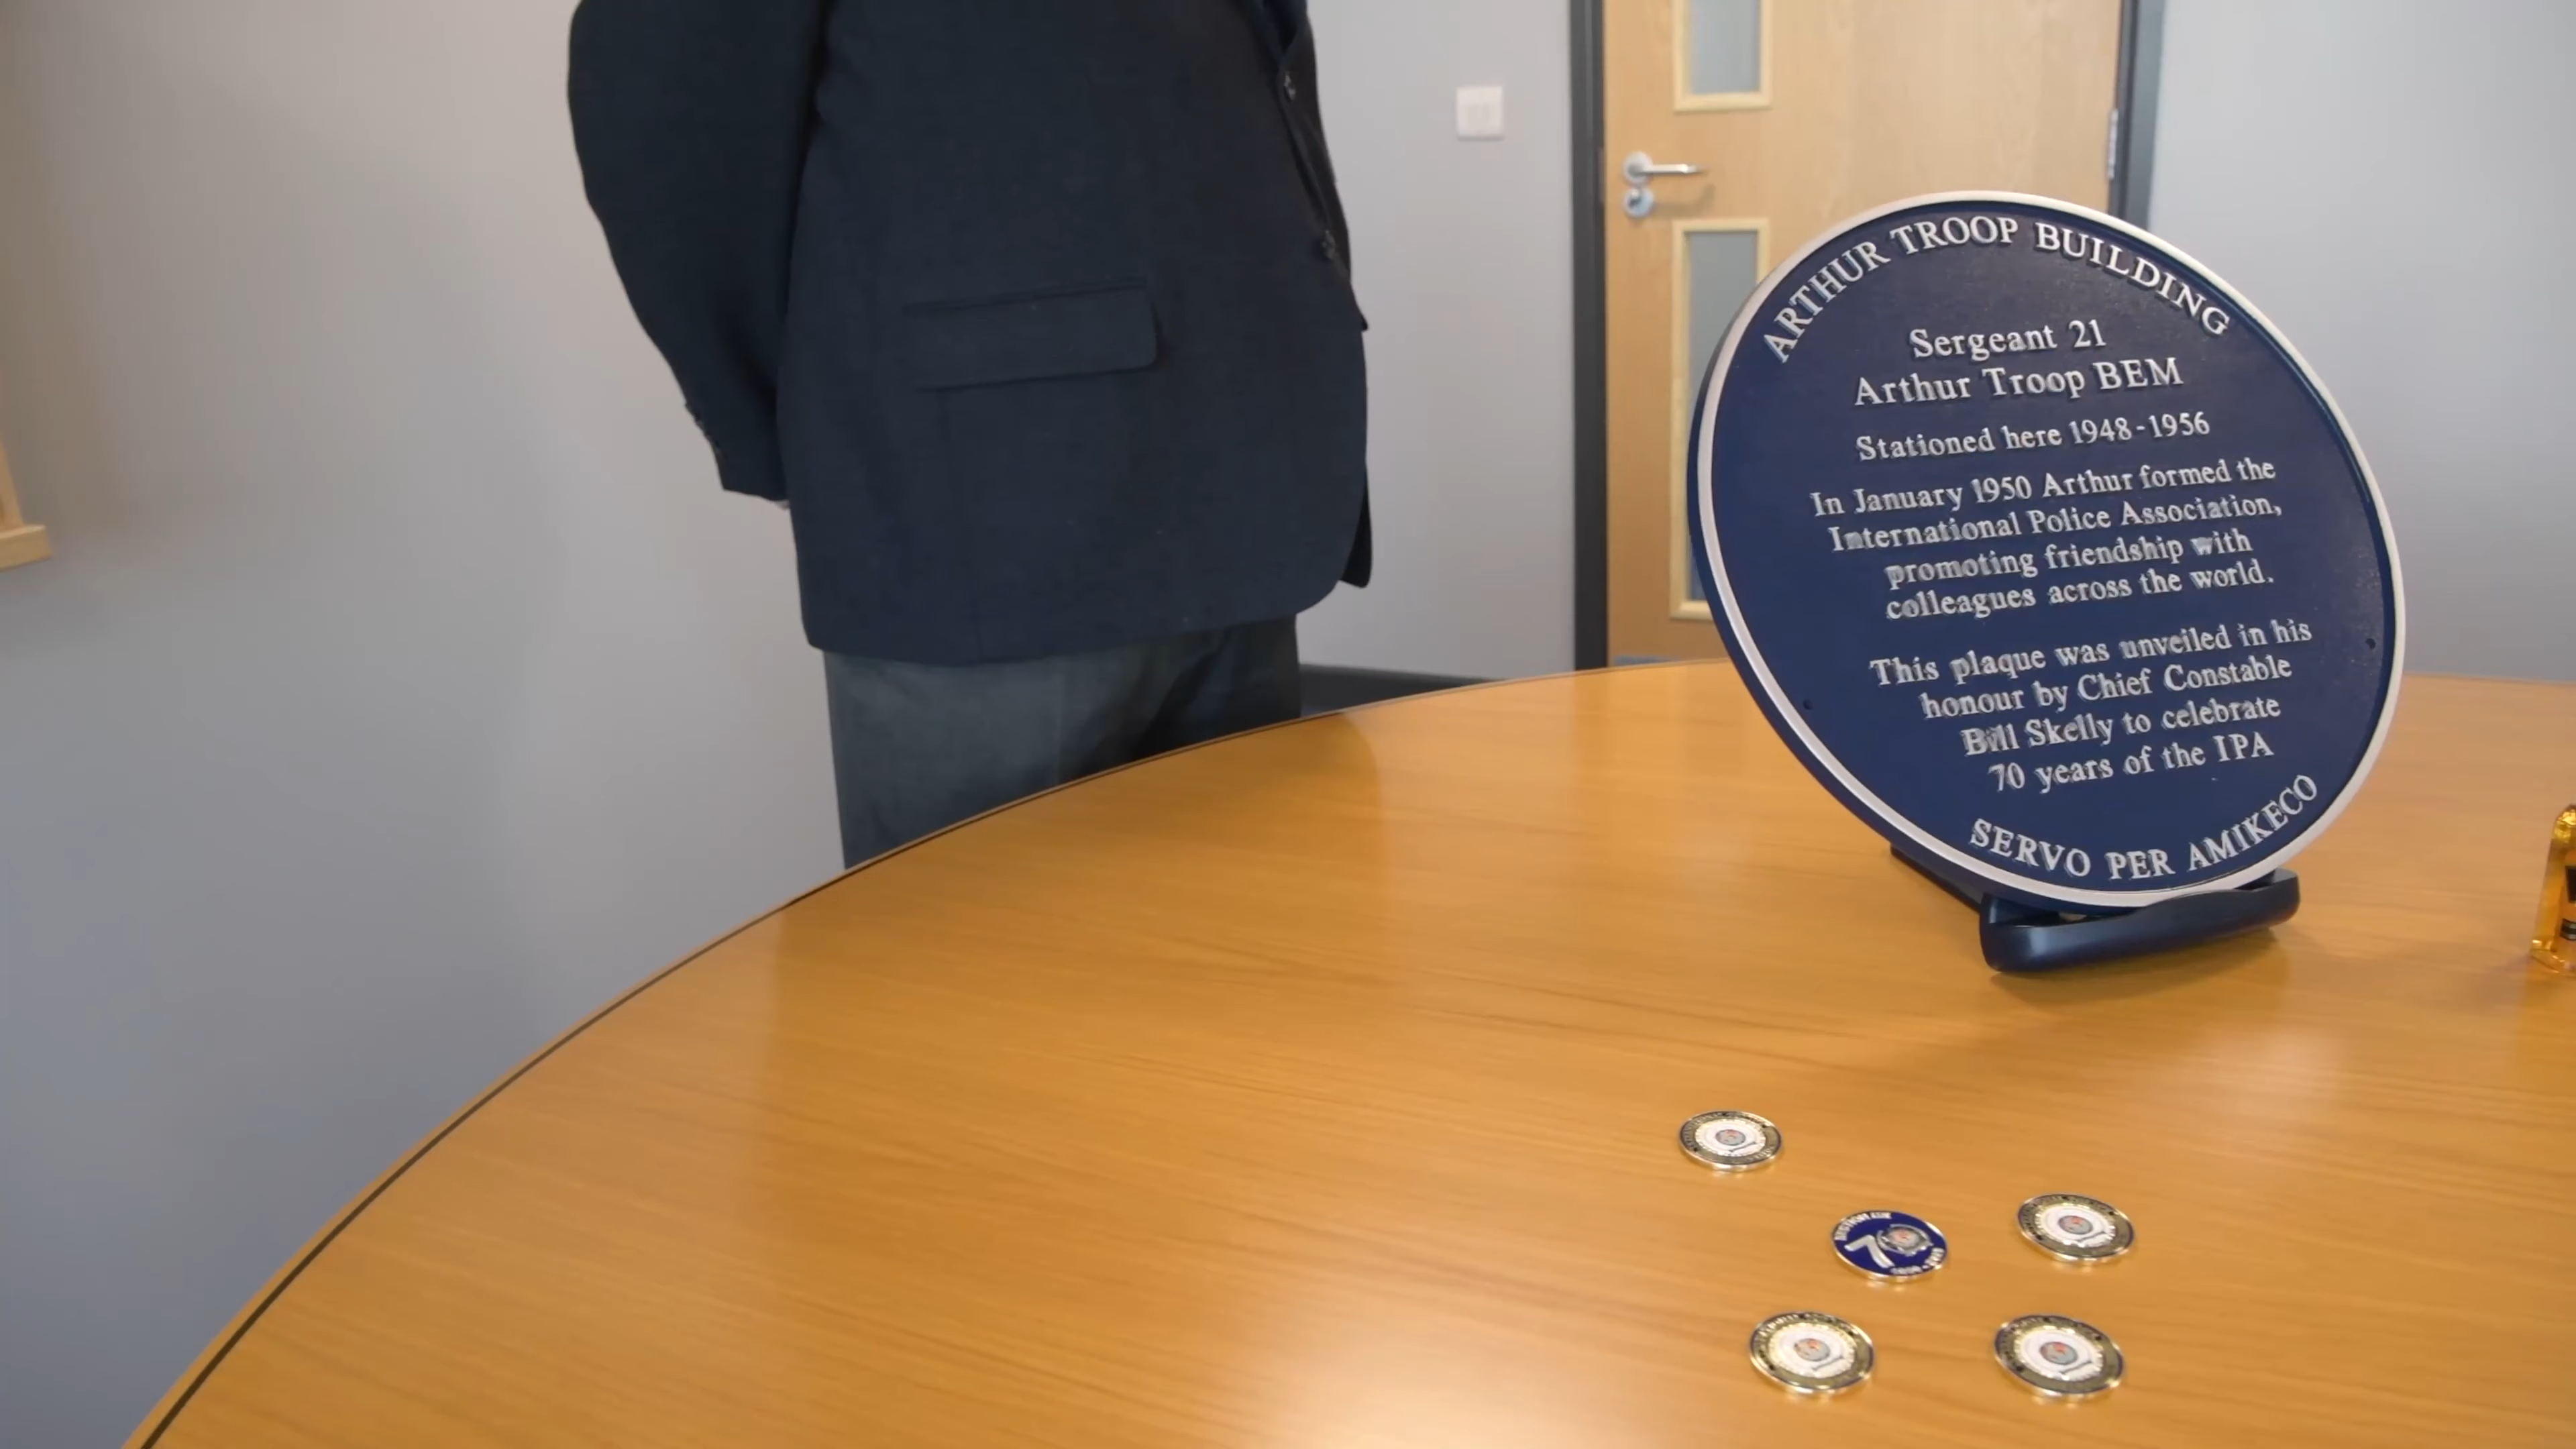 ARTHUR TROOP BUILDING
Sergeant 21
Arthur Troop BEM
Stationed here 1948-1956
In January 1950 Arthur formed the
International Police Association,
promoting friendship with
colleagues across the world.
This plaque was unveiled in his
honour by Chief Constable
Bill Skelly to celebrate
70 years of the IPA
SERVO PER AMIKECO
70